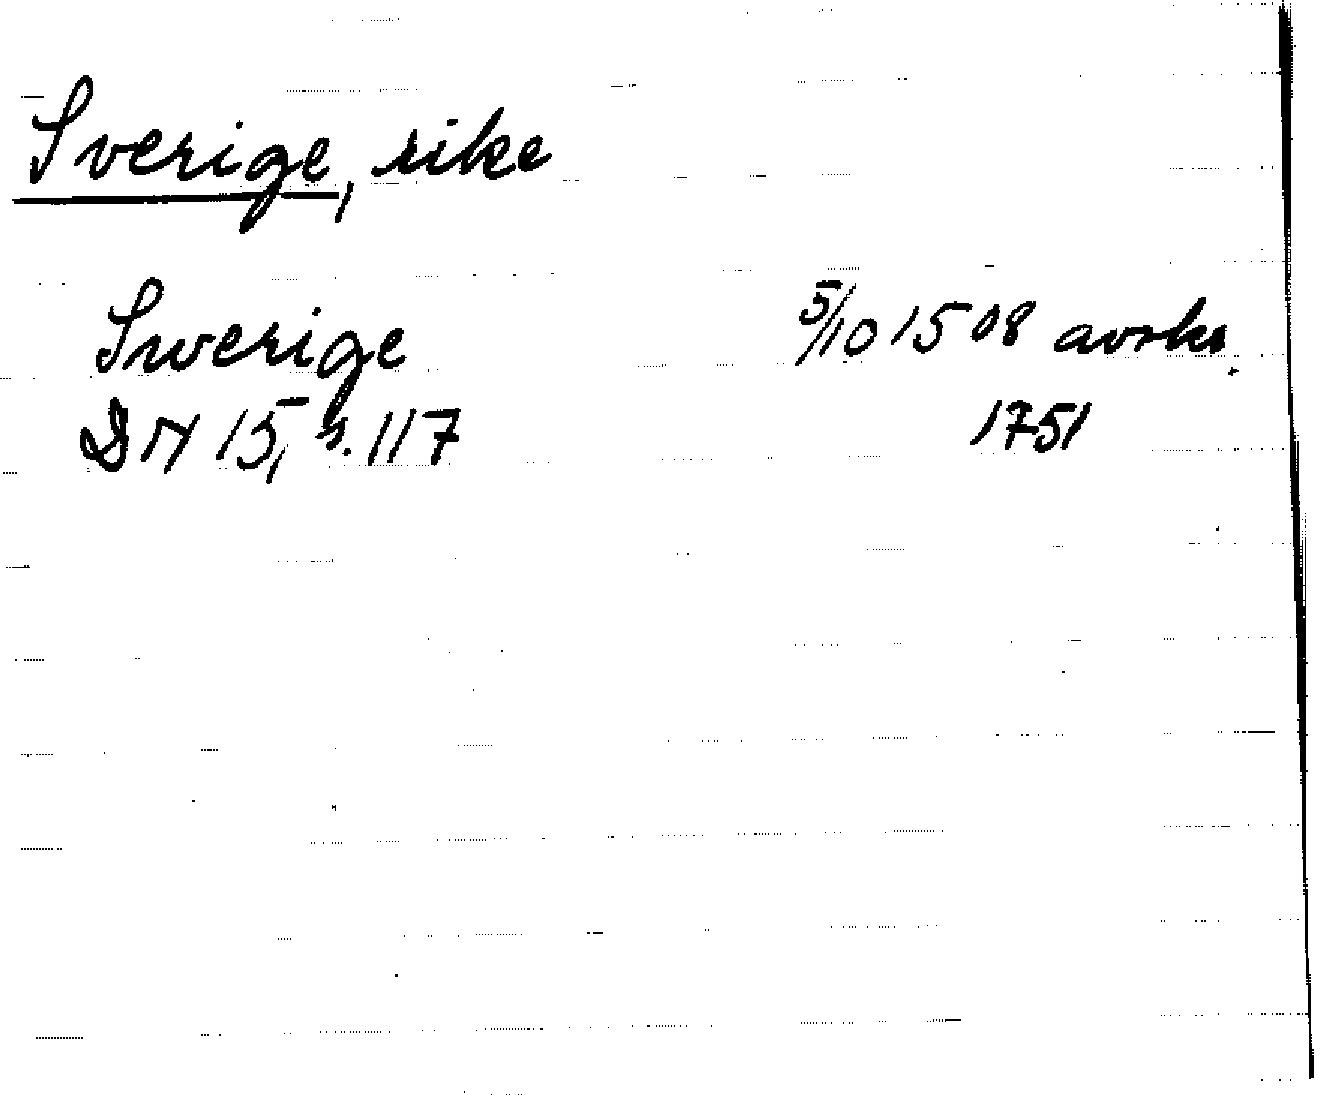 Sverige, rike
Swerige 5/10 1508 avskr.
DN 15, s. 117 1751